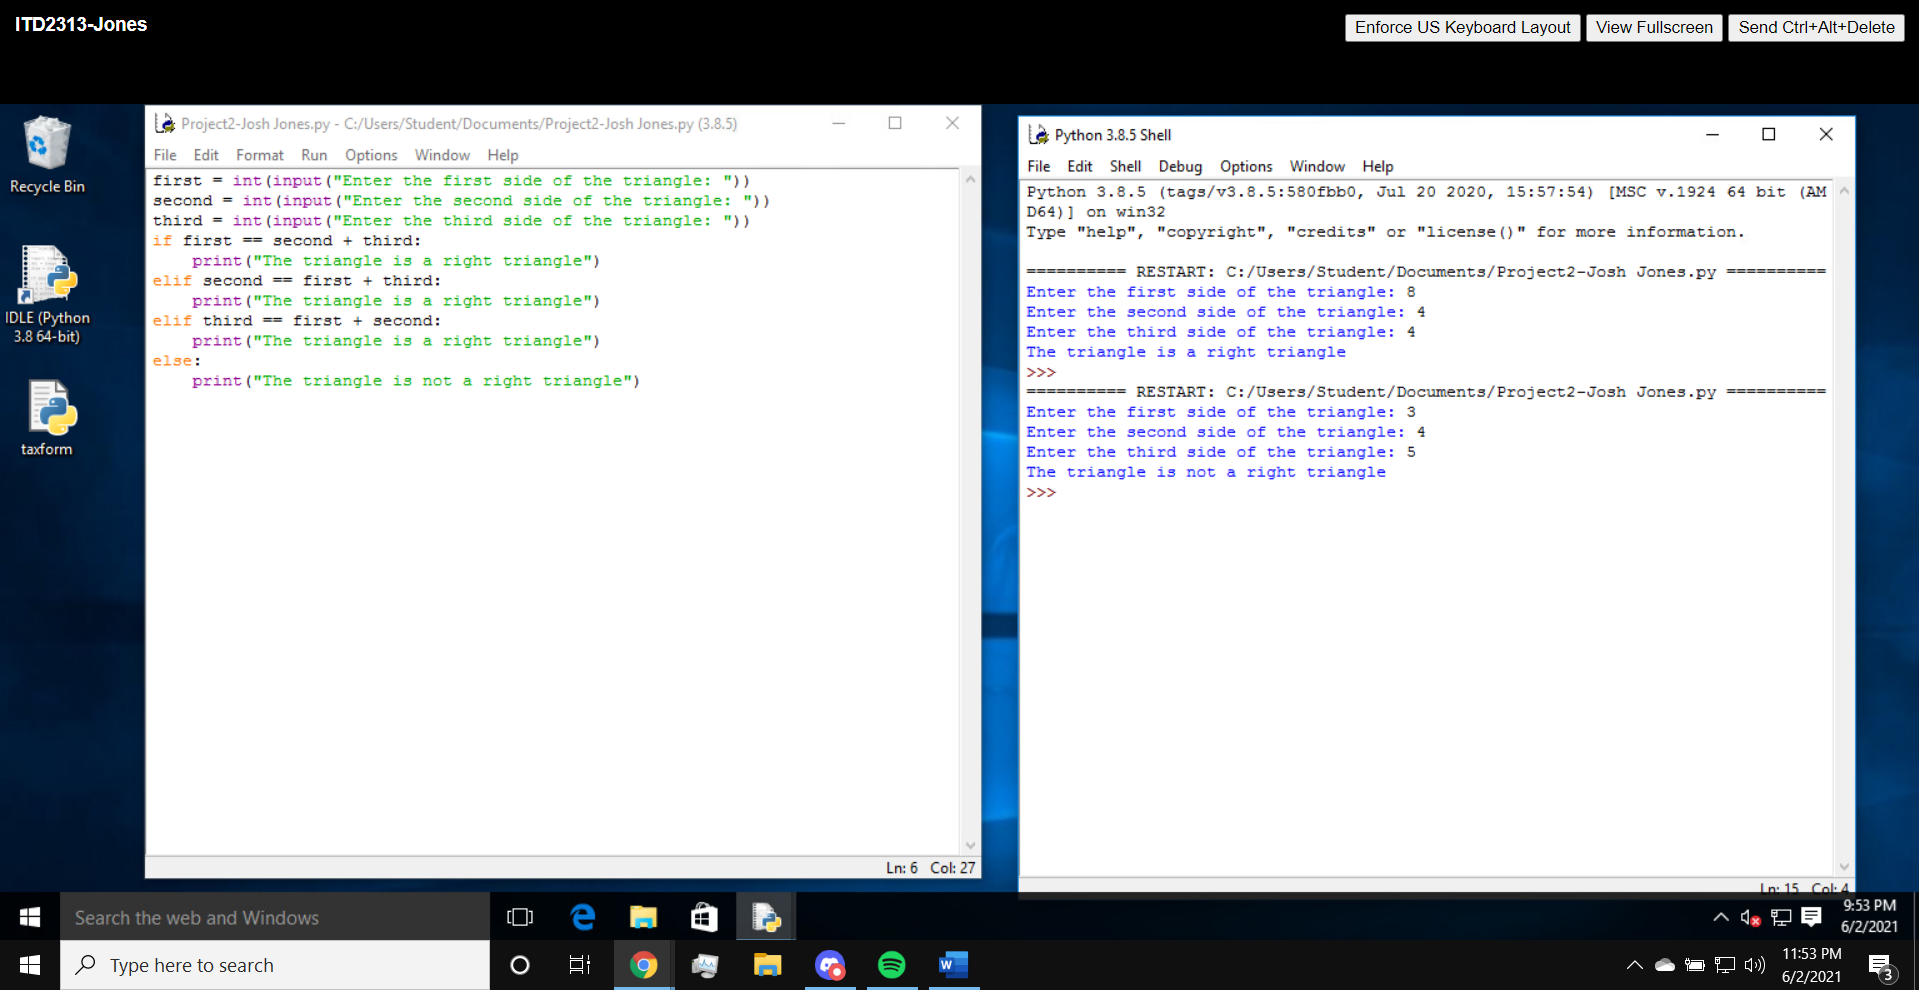 ITD2313-Jones
Enforce US Keyboard Layout
View Fullscreen
Send Ctrl+Alt+Delete
Recycle Bin
IDLE (Python
3.8 64-bit)
taxform
Project2-Josh Jones.py - C:/Users/Student/Documents/Project2-Josh Jones.py (3.8.5)
File Edit Format Run Options Window Help
first = int(input("Enter the first side of the triangle: "))
second = int(input("Enter the second side of the triangle: "))
third = int(input("Enter the third side of the triangle: "))
if first == second + third:
    print("The triangle is a right triangle")
elif second == first + third:
    print("The triangle is a right triangle")
elif third == first + second:
    print("The triangle is a right triangle")
else:
    print("The triangle is not a right triangle")
Ln: 6 Col: 27
Python 3.8.5 Shell
File Edit Shell Debug Options Window Help
Python 3.8.5 (tags/v3.8.5:580fbb0, Jul 20 2020, 15:57:54) [MSC v.1924 64 bit (AM
D64)] on win32
Type "help", "copyright", "credits" or "license()" for more information.
>>>
========== RESTART: C:/Users/Student/Documents/Project2-Josh Jones.py ==========
Enter the first side of the triangle: 8
Enter the second side of the triangle: 4
Enter the third side of the triangle: 4
The triangle is a right triangle
>>>
========== RESTART: C:/Users/Student/Documents/Project2-Josh Jones.py ==========
Enter the first side of the triangle: 3
Enter the second side of the triangle: 4
Enter the third side of the triangle: 5
The triangle is not a right triangle
>>>
Ln: 15 Col: 4
Search the web and Windows
9:53 PM
6/2/2021
Type here to search
11:53 PM
6/2/2021
3